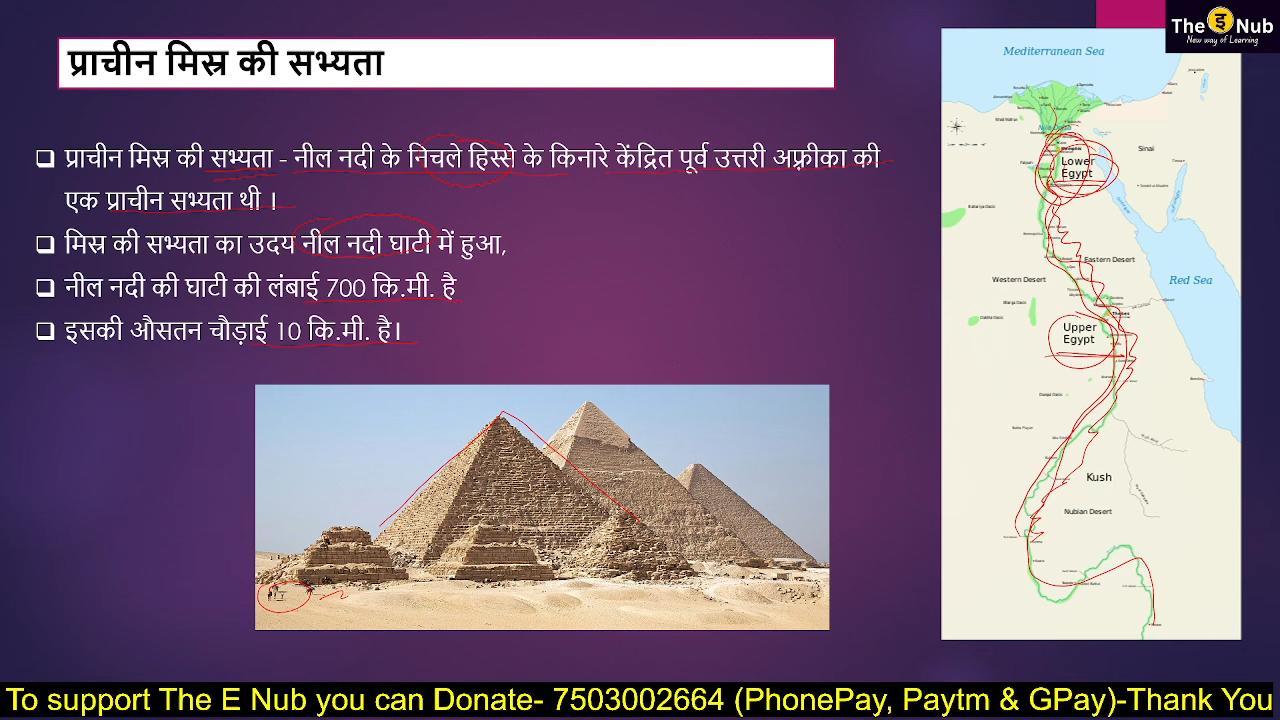 प्राचीन मिस्र की सभ्यता
The इ Nub
New way of Learning
❑ प्राचीन मिस्र की सभ्यता - नील नदी के निचले हिस्से के किनारे केंद्रित पूर्व उत्तरी अफ़्रीका की
एक प्राचीन सभ्यता थी ।
❑ मिस्र की सभ्यता का उदय नील नदी घाटी में हुआ,
❑ नील नदी की घाटी की लंबाई 700 कि.मी. है
❑ इसकी औसतन चौड़ाई 10 कि.मी. है।
Mediterranean Sea
Lower
Egypt
Sinai
Eastern Desert
Western Desert
Red Sea
Upper
Egypt
Kush
Nubian Desert
To support The E Nub you can Donate- 7503002664 (PhonePay, Paytm & GPay)-Thank You